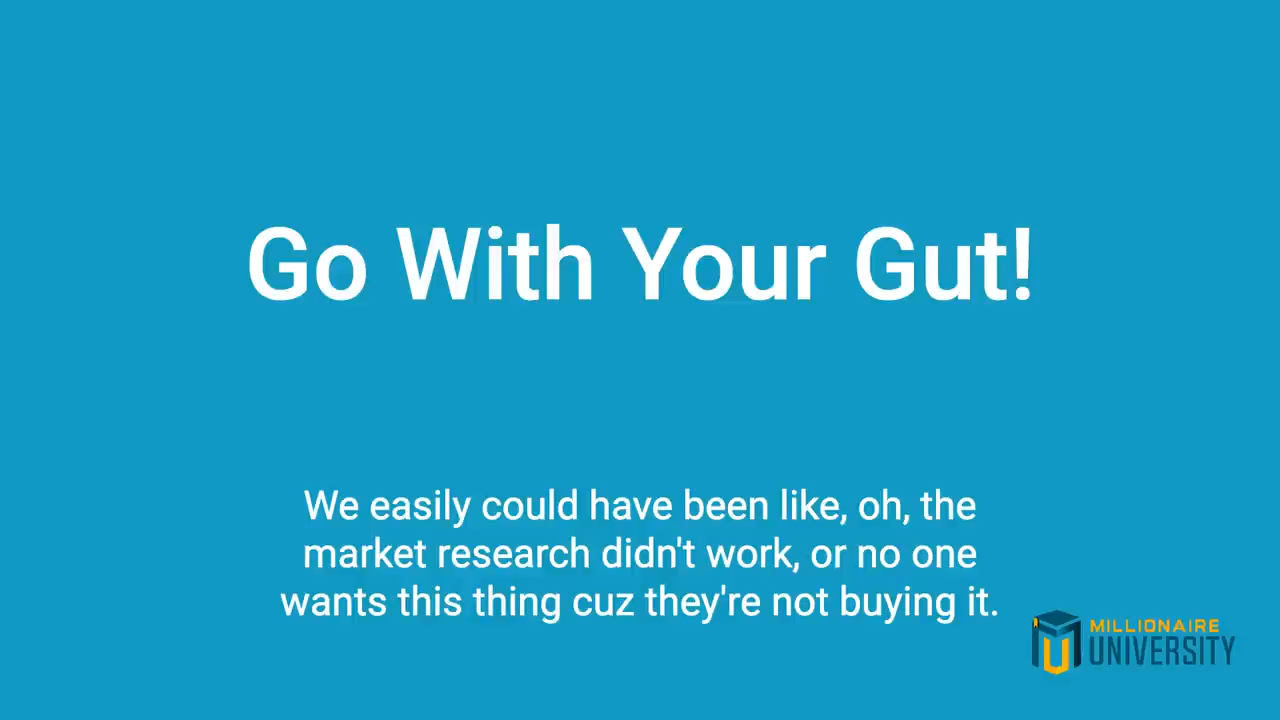 Go With Your Gut!
We easily could have been like, oh, the
market research didn't work, or no one
wants this thing cuz they're not buying it.
MILLIONAIRE
UNIVERSITY